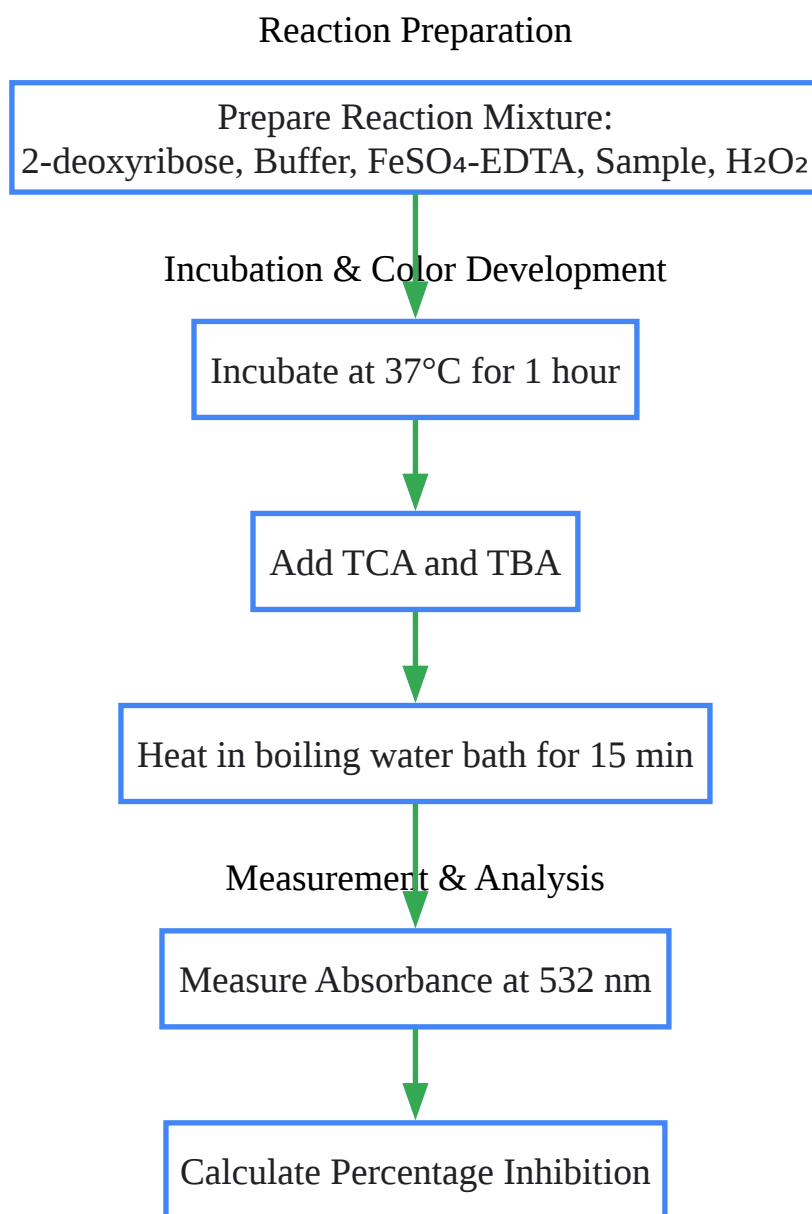 Reaction Preparation
Prepare Reaction Mixture:
2-deoxyribose, Buffer, FeSO₄-EDTA, Sample, H₂O₂
Incubation & Color Development
Incubate at 37°C for 1 hour
Add TCA and TBA
Heat in boiling water bath for 15 min
Measurement & Analysis
Measure Absorbance at 532 nm
Calculate Percentage Inhibition